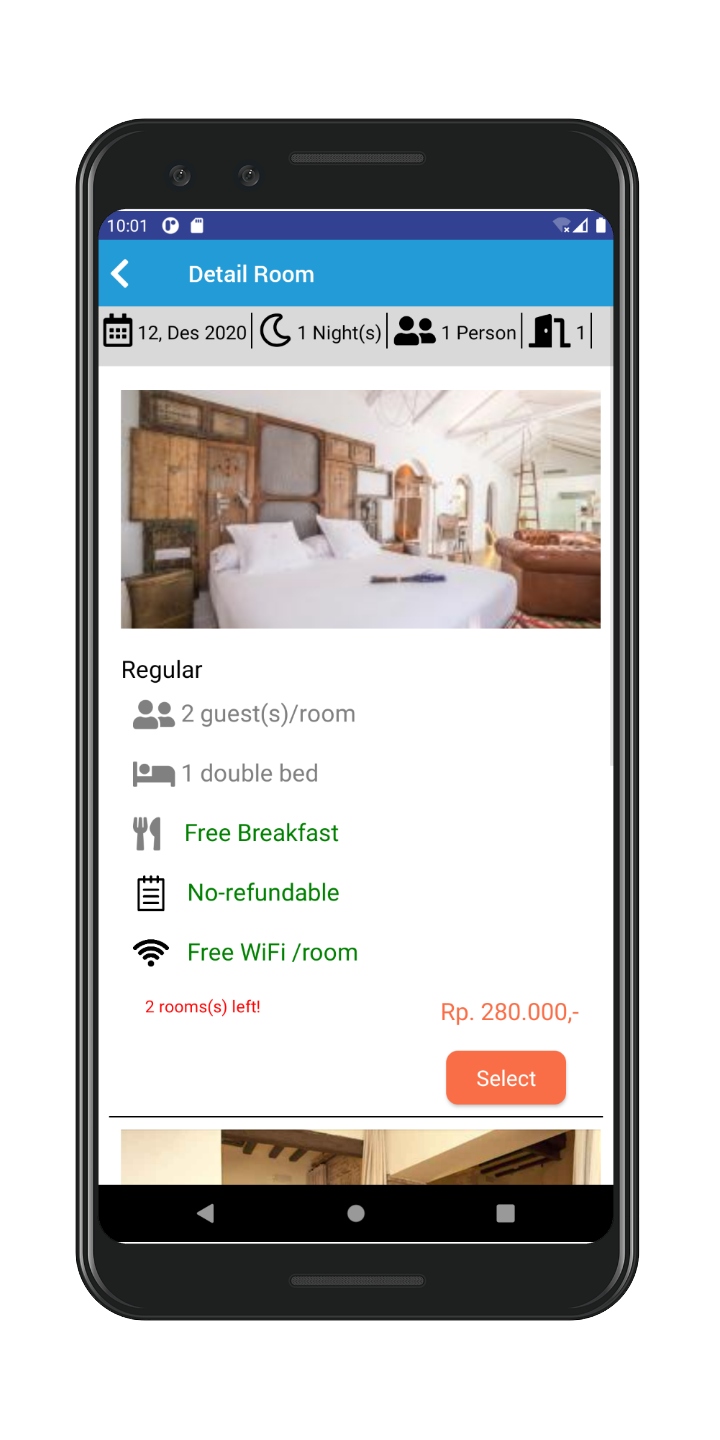 10:01
Detail Room
12, Des 2020 1 Night(s) 1 Person 1
Regular
2 guest(s)/room
1 double bed
Free Breakfast
No-refundable
Free WiFi /room
2 rooms(s) left!
Rp. 280.000,-
Select